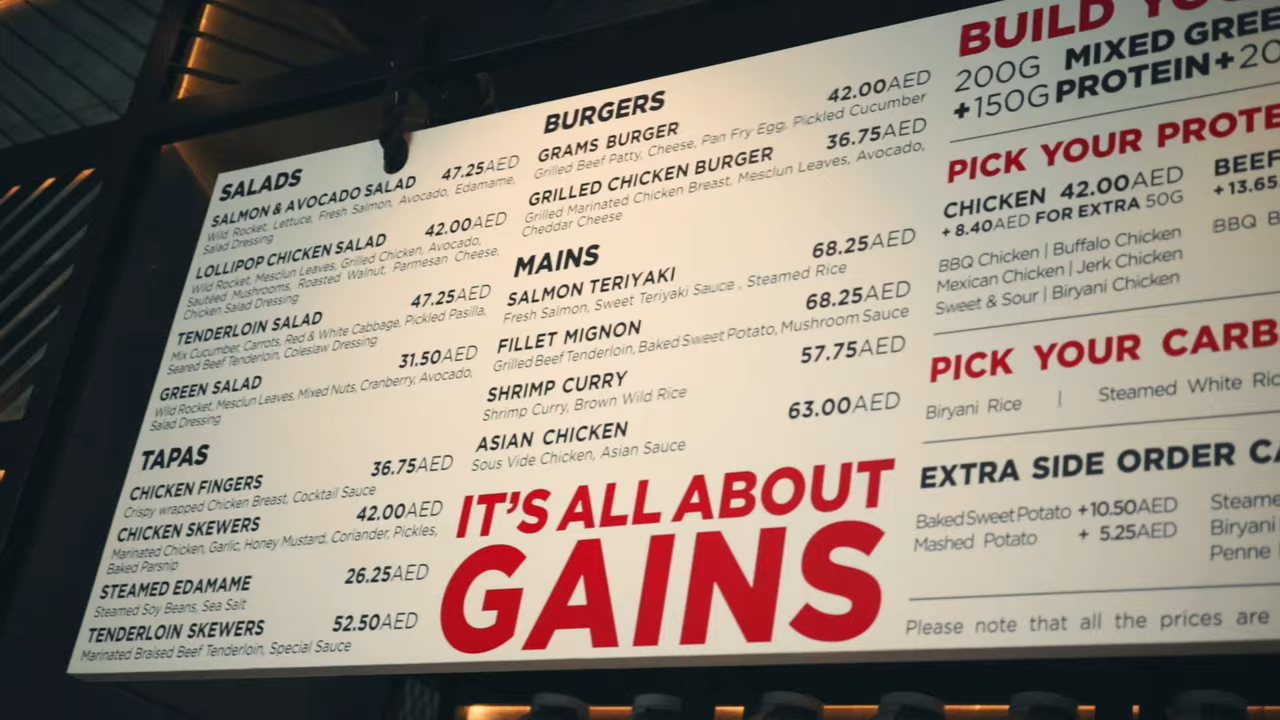 SALADS
SALMON & AVOCADO SALAD 47.25AED
Wild Rocket, Lettuce, Fresh Salmon, Avocado, Edamame,
Salad Dressing
LOLLIPOP CHICKEN SALAD 42.00AED
Wild Rocket, Mesclun Leaves, Grilled Chicken, Avocado,
Sautéed Mushrooms, Roasted Walnut, Parmesan Cheese,
Chicken Salad Dressing
TENDERLOIN SALAD 47.25AED
Mix Cucumber, Carrots, Red & White Cabbage, Pickled Pasilla,
Seared Beef Tenderloin, Coleslaw Dressing
GREEN SALAD 31.50AED
Wild Rocket, Mesclun Leaves, Mixed Nuts, Cranberry, Avocado,
Salad Dressing
TAPAS
CHICKEN FINGERS 36.75AED
Crispy wrapped Chicken Breast, Cocktail Sauce
CHICKEN SKEWERS 42.00AED
Marinated Chicken, Garlic, Honey Mustard, Coriander, Pickles,
Baked Parsnip
STEAMED EDAMAME 26.25AED
Steamed Soy Beans, Sea Salt
TENDERLOIN SKEWERS 52.50AED
Marinated Braised Beef Tenderloin, Special Sauce
BURGERS
GRAMS BURGER 42.00AED
Grilled Beef Patty, Cheese, Pan Fry Egg, Pickled Cucumber
GRILLED CHICKEN BURGER 36.75AED
Grilled Marinated Chicken Breast, Mesclun Leaves, Avocado,
Cheddar Cheese
MAINS
SALMON TERIYAKI 68.25AED
Fresh Salmon, Sweet Teriyaki Sauce , Steamed Rice
FILLET MIGNON 68.25AED
Grilled Beef Tenderloin, Baked Sweet Potato, Mushroom Sauce
SHRIMP CURRY 57.75AED
Shrimp Curry, Brown Wild Rice
ASIAN CHICKEN 63.00AED
Sous Vide Chicken, Asian Sauce
IT'S ALL ABOUT
GAINS
BUILD YO
200G MIXED GREE
+150G PROTEIN+20
PICK YOUR PROTE
CHICKEN 42.00AED BEEF
+ 8.40AED FOR EXTRA 50G + 13.65
BBQ Chicken | Buffalo Chicken BBQ B
Mexican Chicken | Jerk Chicken
Sweet & Sour | Biryani Chicken
PICK YOUR CARB
Biryani Rice | Steamed White Ric
EXTRA SIDE ORDER CA
Baked Sweet Potato +10.50AED Steame
Mashed Potato + 5.25AED Biryani
Penne
Please note that all the prices are